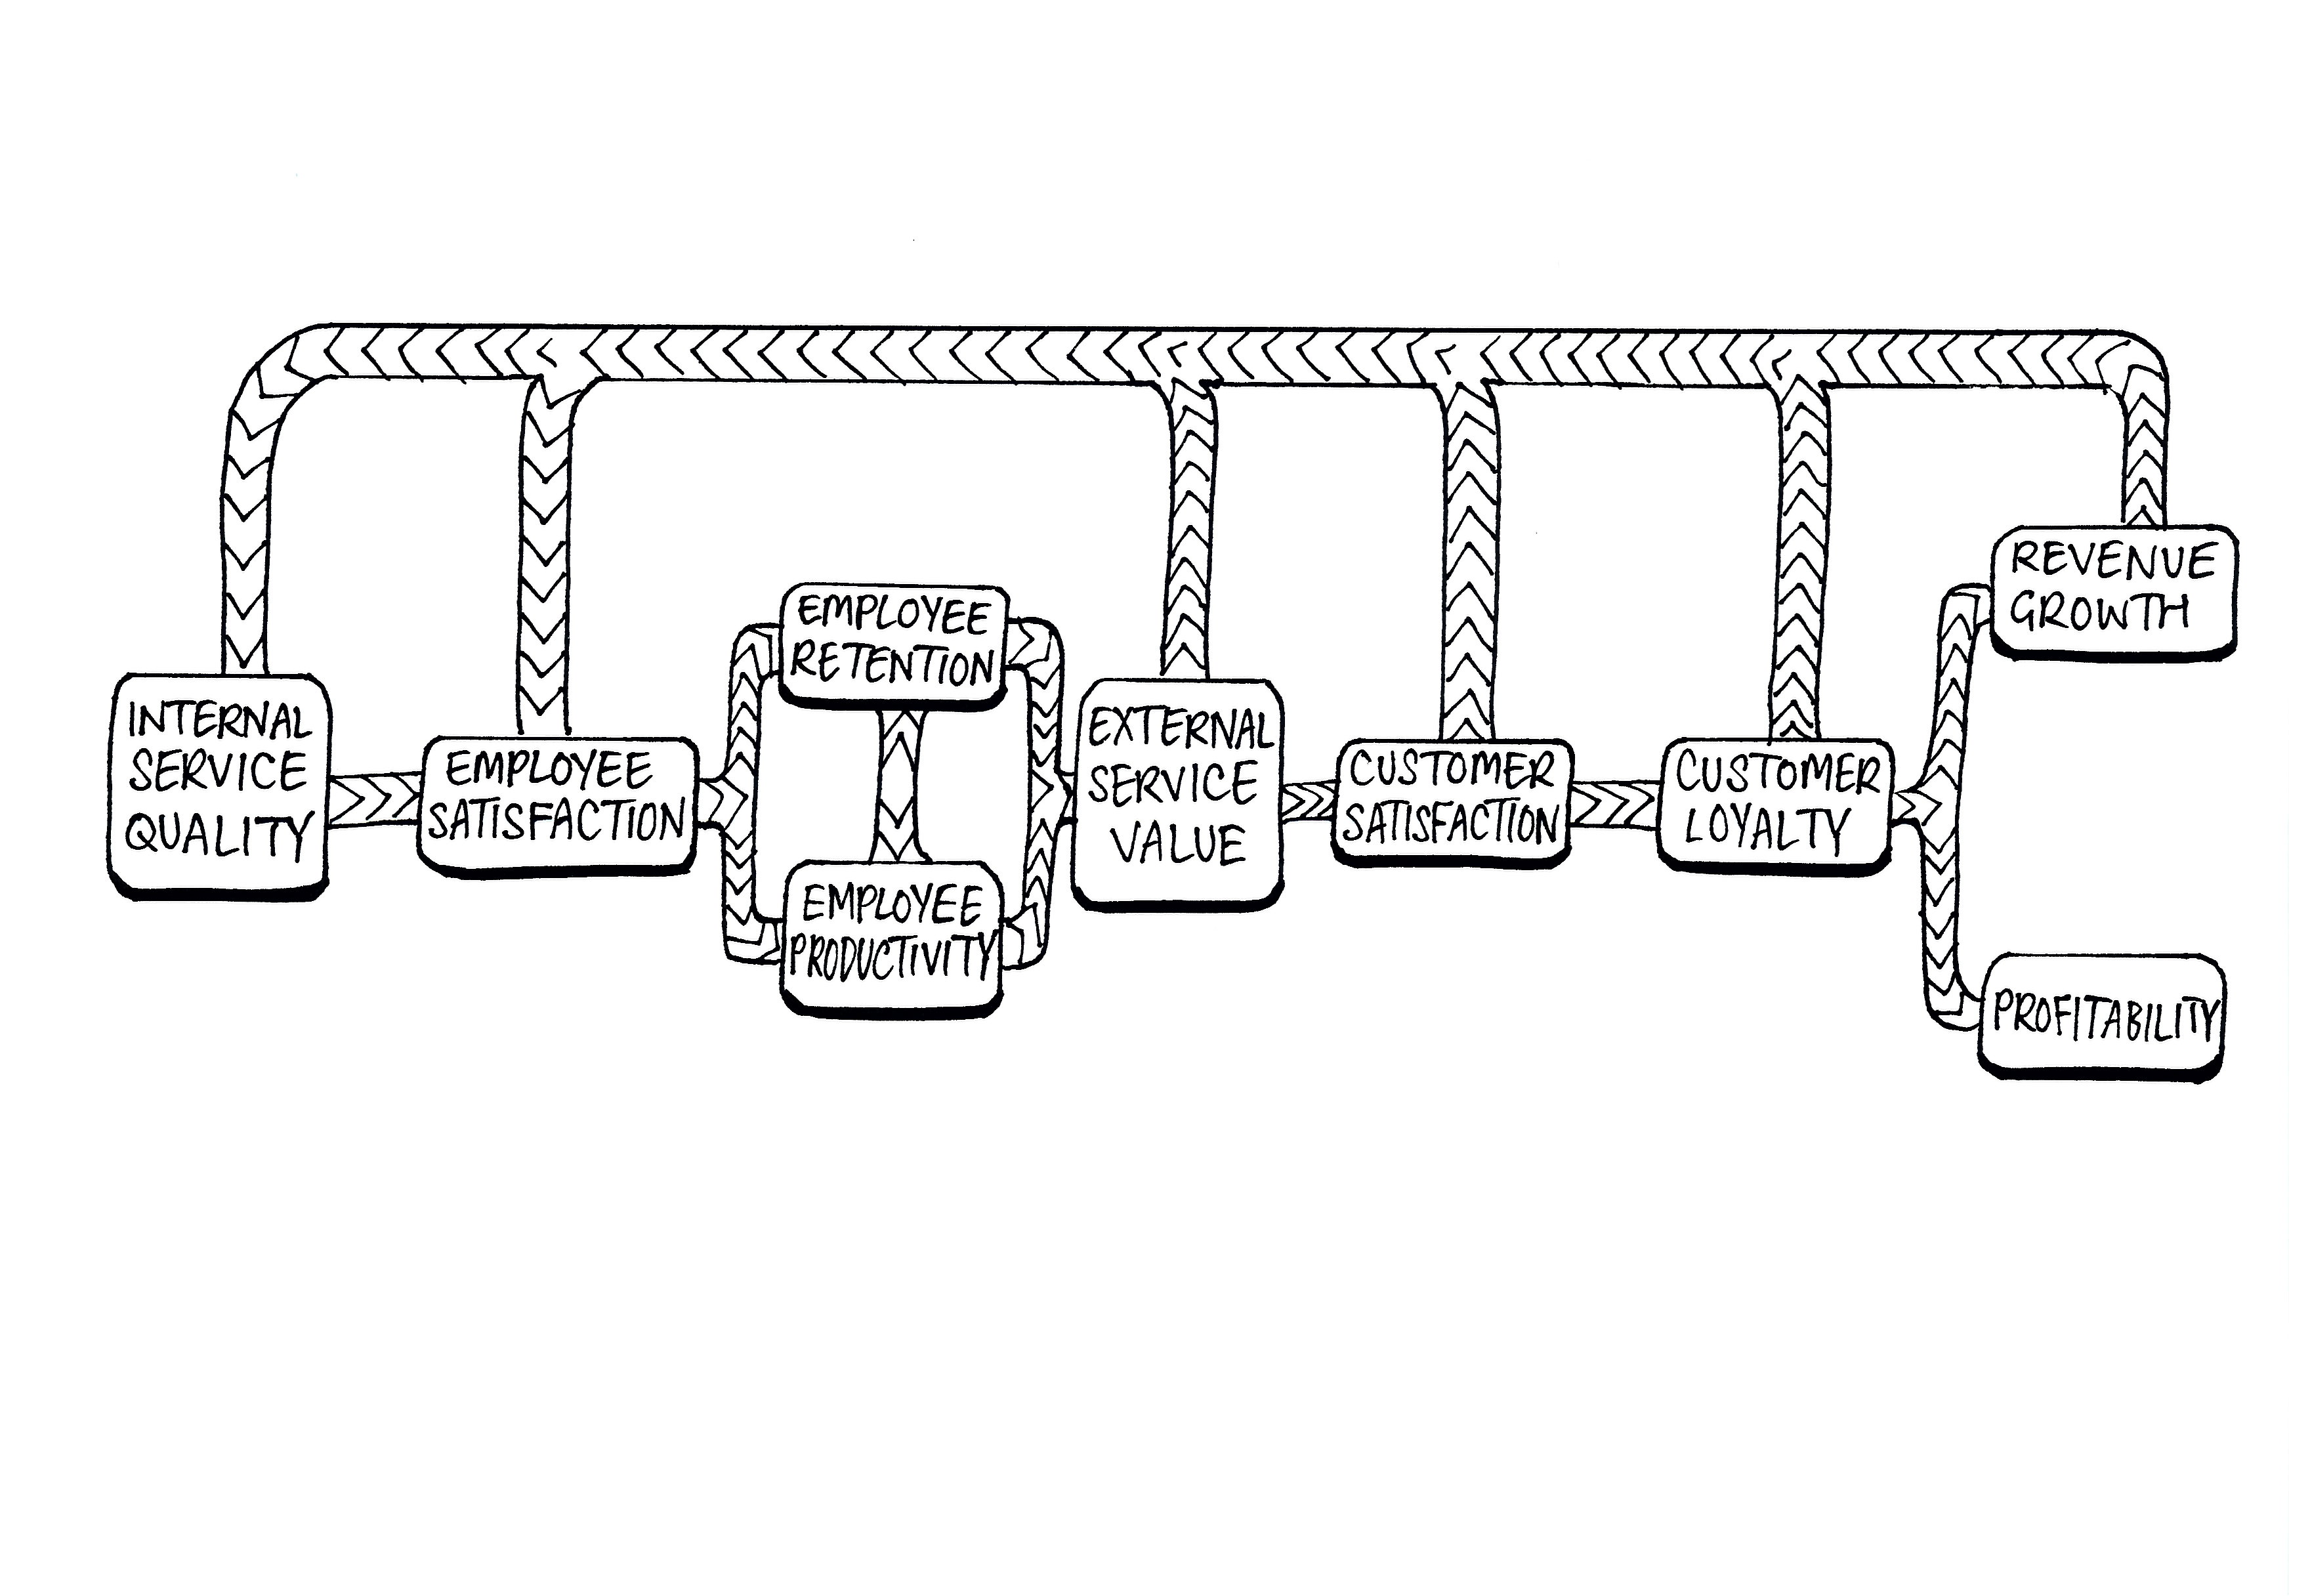 INTERNAL
SERVICE
QUALITY
EMPLOYEE
SATISFACTION
EMPLOYEE
RETENTION
EMPLOYEE
PRODUCTIVITY
EXTERNAL
SERVICE
VALUE
CUSTOMER
SATISFACTION
CUSTOMER
LOYALTY
REVENUE
GROWTH
PROFITABILITY